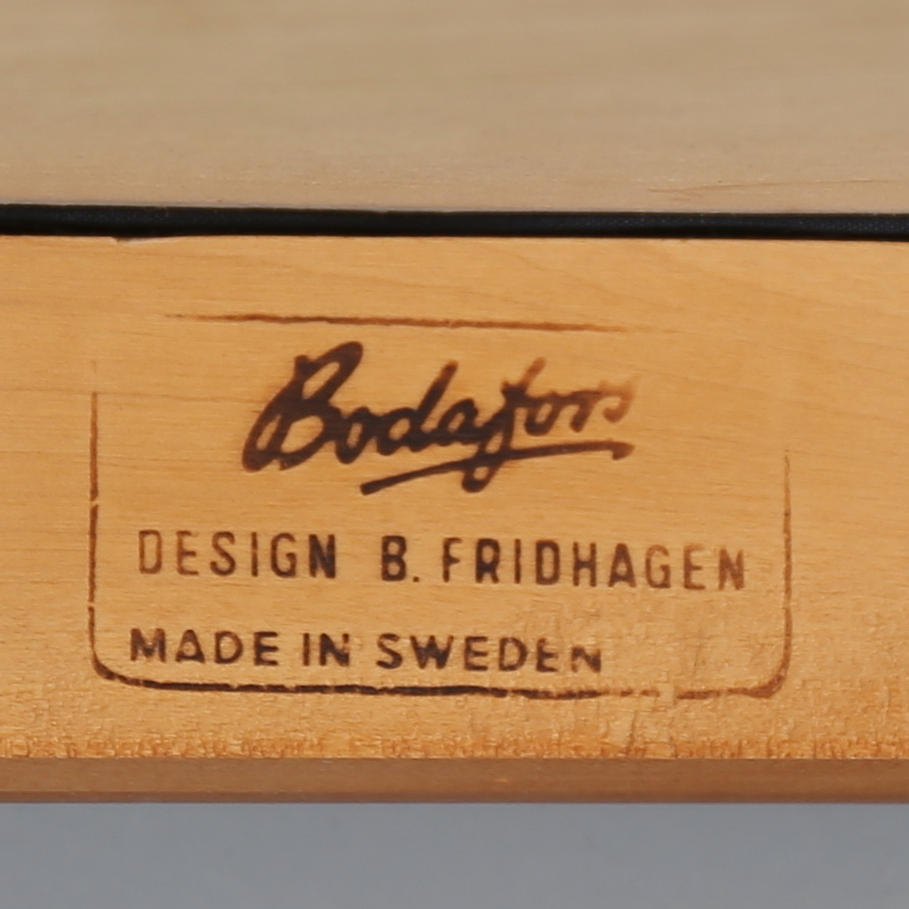 Bodafors
DESIGN B. FRIDHAGEN
MADE IN SWEDEN